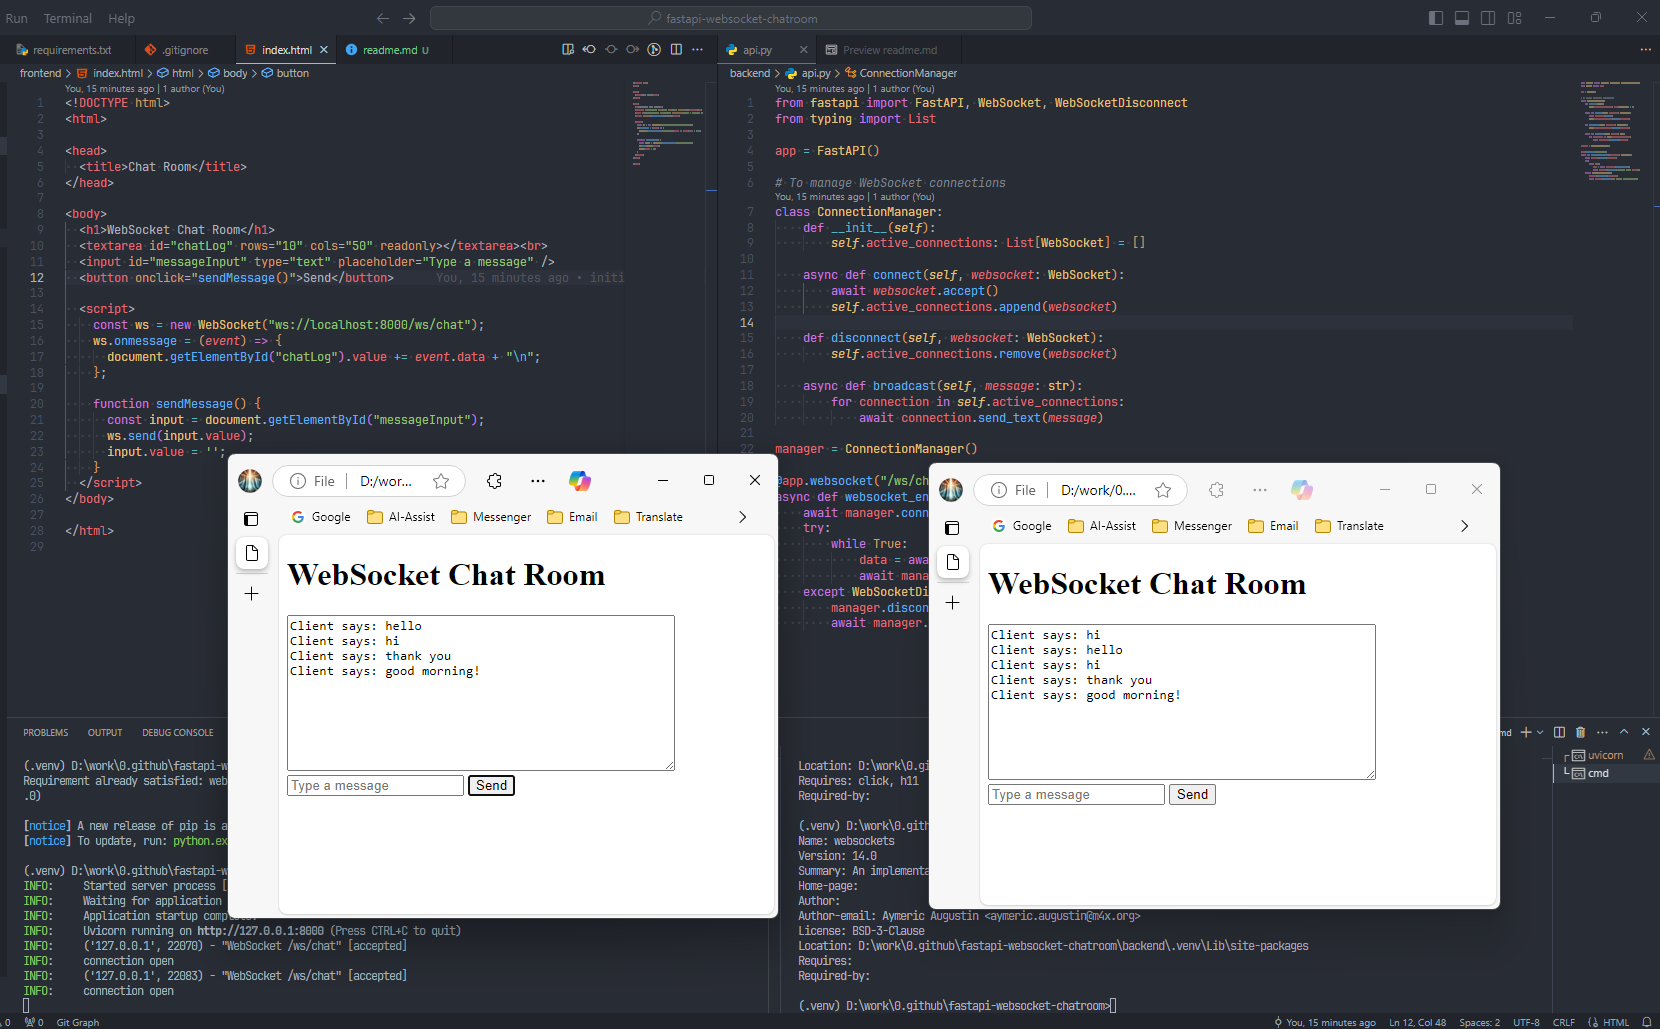 Run Terminal Help
fastapi-websocket-chatroom
requirements.txt
.gitignore
index.html
readme.md U
frontend > index.html > html > body > button
You, 15 minutes ago | 1 author (You)
1 <!DOCTYPE html>
2 <html>
3
4 <head>
5 <title>Chat Room</title>
6 </head>
7
8 <body>
9 <h1>WebSocket Chat Room</h1>
10 <textarea id="chatLog" rows="10" cols="50" readonly></textarea><br>
11 <input id="messageInput" type="text" placeholder="Type a message" />
12 <button onclick="sendMessage()">Send</button> You, 15 minutes ago • initi
13
14 <script>
15 const ws = new WebSocket("ws://localhost:8000/ws/chat");
16 ws.onmessage = (event) => {
17 document.getElementById("chatLog").value += event.data + "\n";
18 };
19
20 function sendMessage() {
21 const input = document.getElementById("messageInput");
22 ws.send(input.value);
23 input.value = '';
24 }
25 </script>
26 </body>
27
28 </html>
29
api.py
Preview readme.md
backend > api.py > ConnectionManager
You, 15 minutes ago | 1 author (You)
1 from fastapi import FastAPI, WebSocket, WebSocketDisconnect
2 from typing import List
3
4 app = FastAPI()
5
6 # To manage WebSocket connections
You, 15 minutes ago | 1 author (You)
7 class ConnectionManager:
8 def __init__(self):
9 self.active_connections: List[WebSocket] = []
10
11 async def connect(self, websocket: WebSocket):
12 await websocket.accept()
13 self.active_connections.append(websocket)
14
15 def disconnect(self, websocket: WebSocket):
16 self.active_connections.remove(websocket)
17
18 async def broadcast(self, message: str):
19 for connection in self.active_connections:
20 await connection.send_text(message)
21
22 manager = ConnectionManager()
@app.websocket("/ws/ch
async def websocket_en
await manager.conn
try:
while True:
data = awa
await mana
except WebSocketDi
manager.discon
await manager.
File D:/wor...
Google AI-Assist Messenger Email Translate
WebSocket Chat Room
Client says: hello
Client says: hi
Client says: thank you
Client says: good morning!
Type a message Send
File D:/work/0....
Google AI-Assist Messenger Email Translate
WebSocket Chat Room
Client says: hi
Client says: hello
Client says: hi
Client says: thank you
Client says: good morning!
Type a message Send
PROBLEMS OUTPUT DEBUG CONSOLE
md
(.venv) D:\work\0.github\fastapi-w
Requirement already satisfied: web
.0)
[notice] A new release of pip is a
[notice] To update, run: python.ex
(.venv) D:\work\0.github\fastapi-w
INFO: Started server process [
INFO: Waiting for application
INFO: Application startup complete.
INFO: Uvicorn running on http://127.0.0.1:8000 (Press CTRL+C to quit)
INFO: ('127.0.0.1', 22070) - "WebSocket /ws/chat" [accepted]
INFO: connection open
INFO: ('127.0.0.1', 22083) - "WebSocket /ws/chat" [accepted]
INFO: connection open
Location: D:\work\0.gi
Requires: click, h11
Required-by:
(.venv) D:\work\0.gith
Name: websockets
Version: 14.0
Summary: An implementa
Home-page:
Author:
Author-email: Aymeric Augustin <aymeric.augustin@m4x.org>
License: BSD-3-Clause
Location: D:\work\0.github\fastapi-websocket-chatroom\backend\.venv\Lib\site-packages
Requires:
Required-by:
(.venv) D:\work\0.github\fastapi-websocket-chatroom>
uvicorn
cmd
0 0 Git Graph
You, 15 minutes ago Ln 12, Col 48 Spaces: 2 UTF-8 CRLF {} HTML